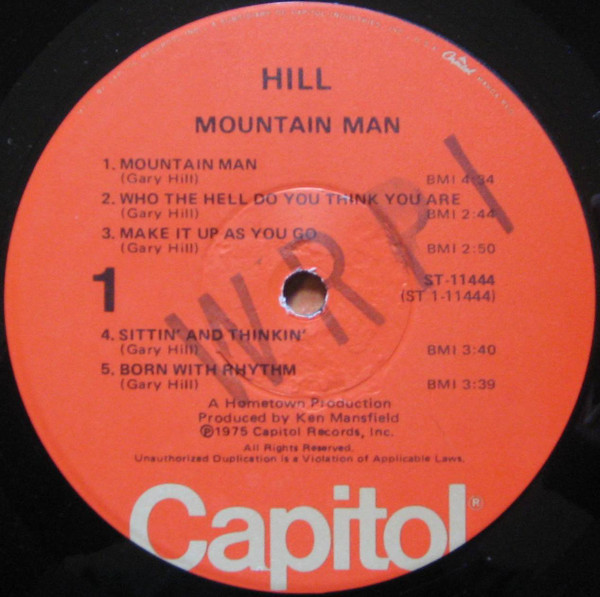 Capitol
HILL
MOUNTAIN MAN
1. MOUNTAIN MAN
(Gary Hill) BMI 4:34
2. WHO THE HELL DO YOU THINK YOU ARE
(Gary Hill) BMI 2:44
3. MAKE IT UP AS YOU GO
(Gary Hill) BMI 2:50
1
ST-11444
(ST 1-11444)
WRPI
4. SITTIN' AND THINKIN'
(Gary Hill) BMI 3:40
5. BORN WITH RHYTHM
(Gary Hill) BMI 3:39
A Hometown Production
Produced by Ken Mansfield
Ⓟ1975 Capitol Records, Inc.
All Rights Reserved.
Unauthorized Duplication is a Violation of Applicable Laws.
Capitol®